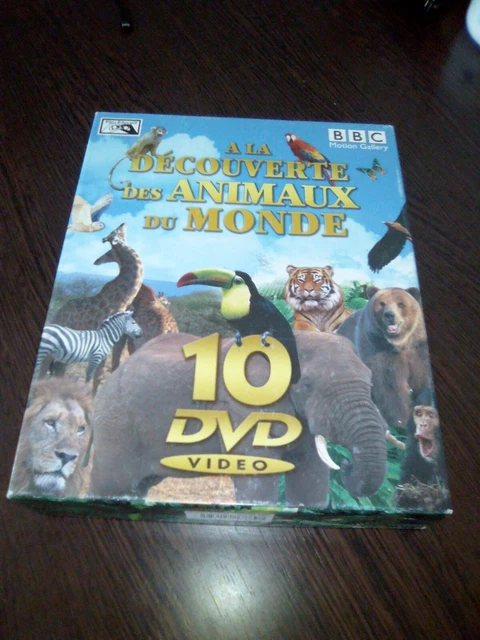 BBC
Motion Gallery
A LA
DÉCOUVERTE
DES ANIMAUX
DU MONDE
10
DVD
VIDEO